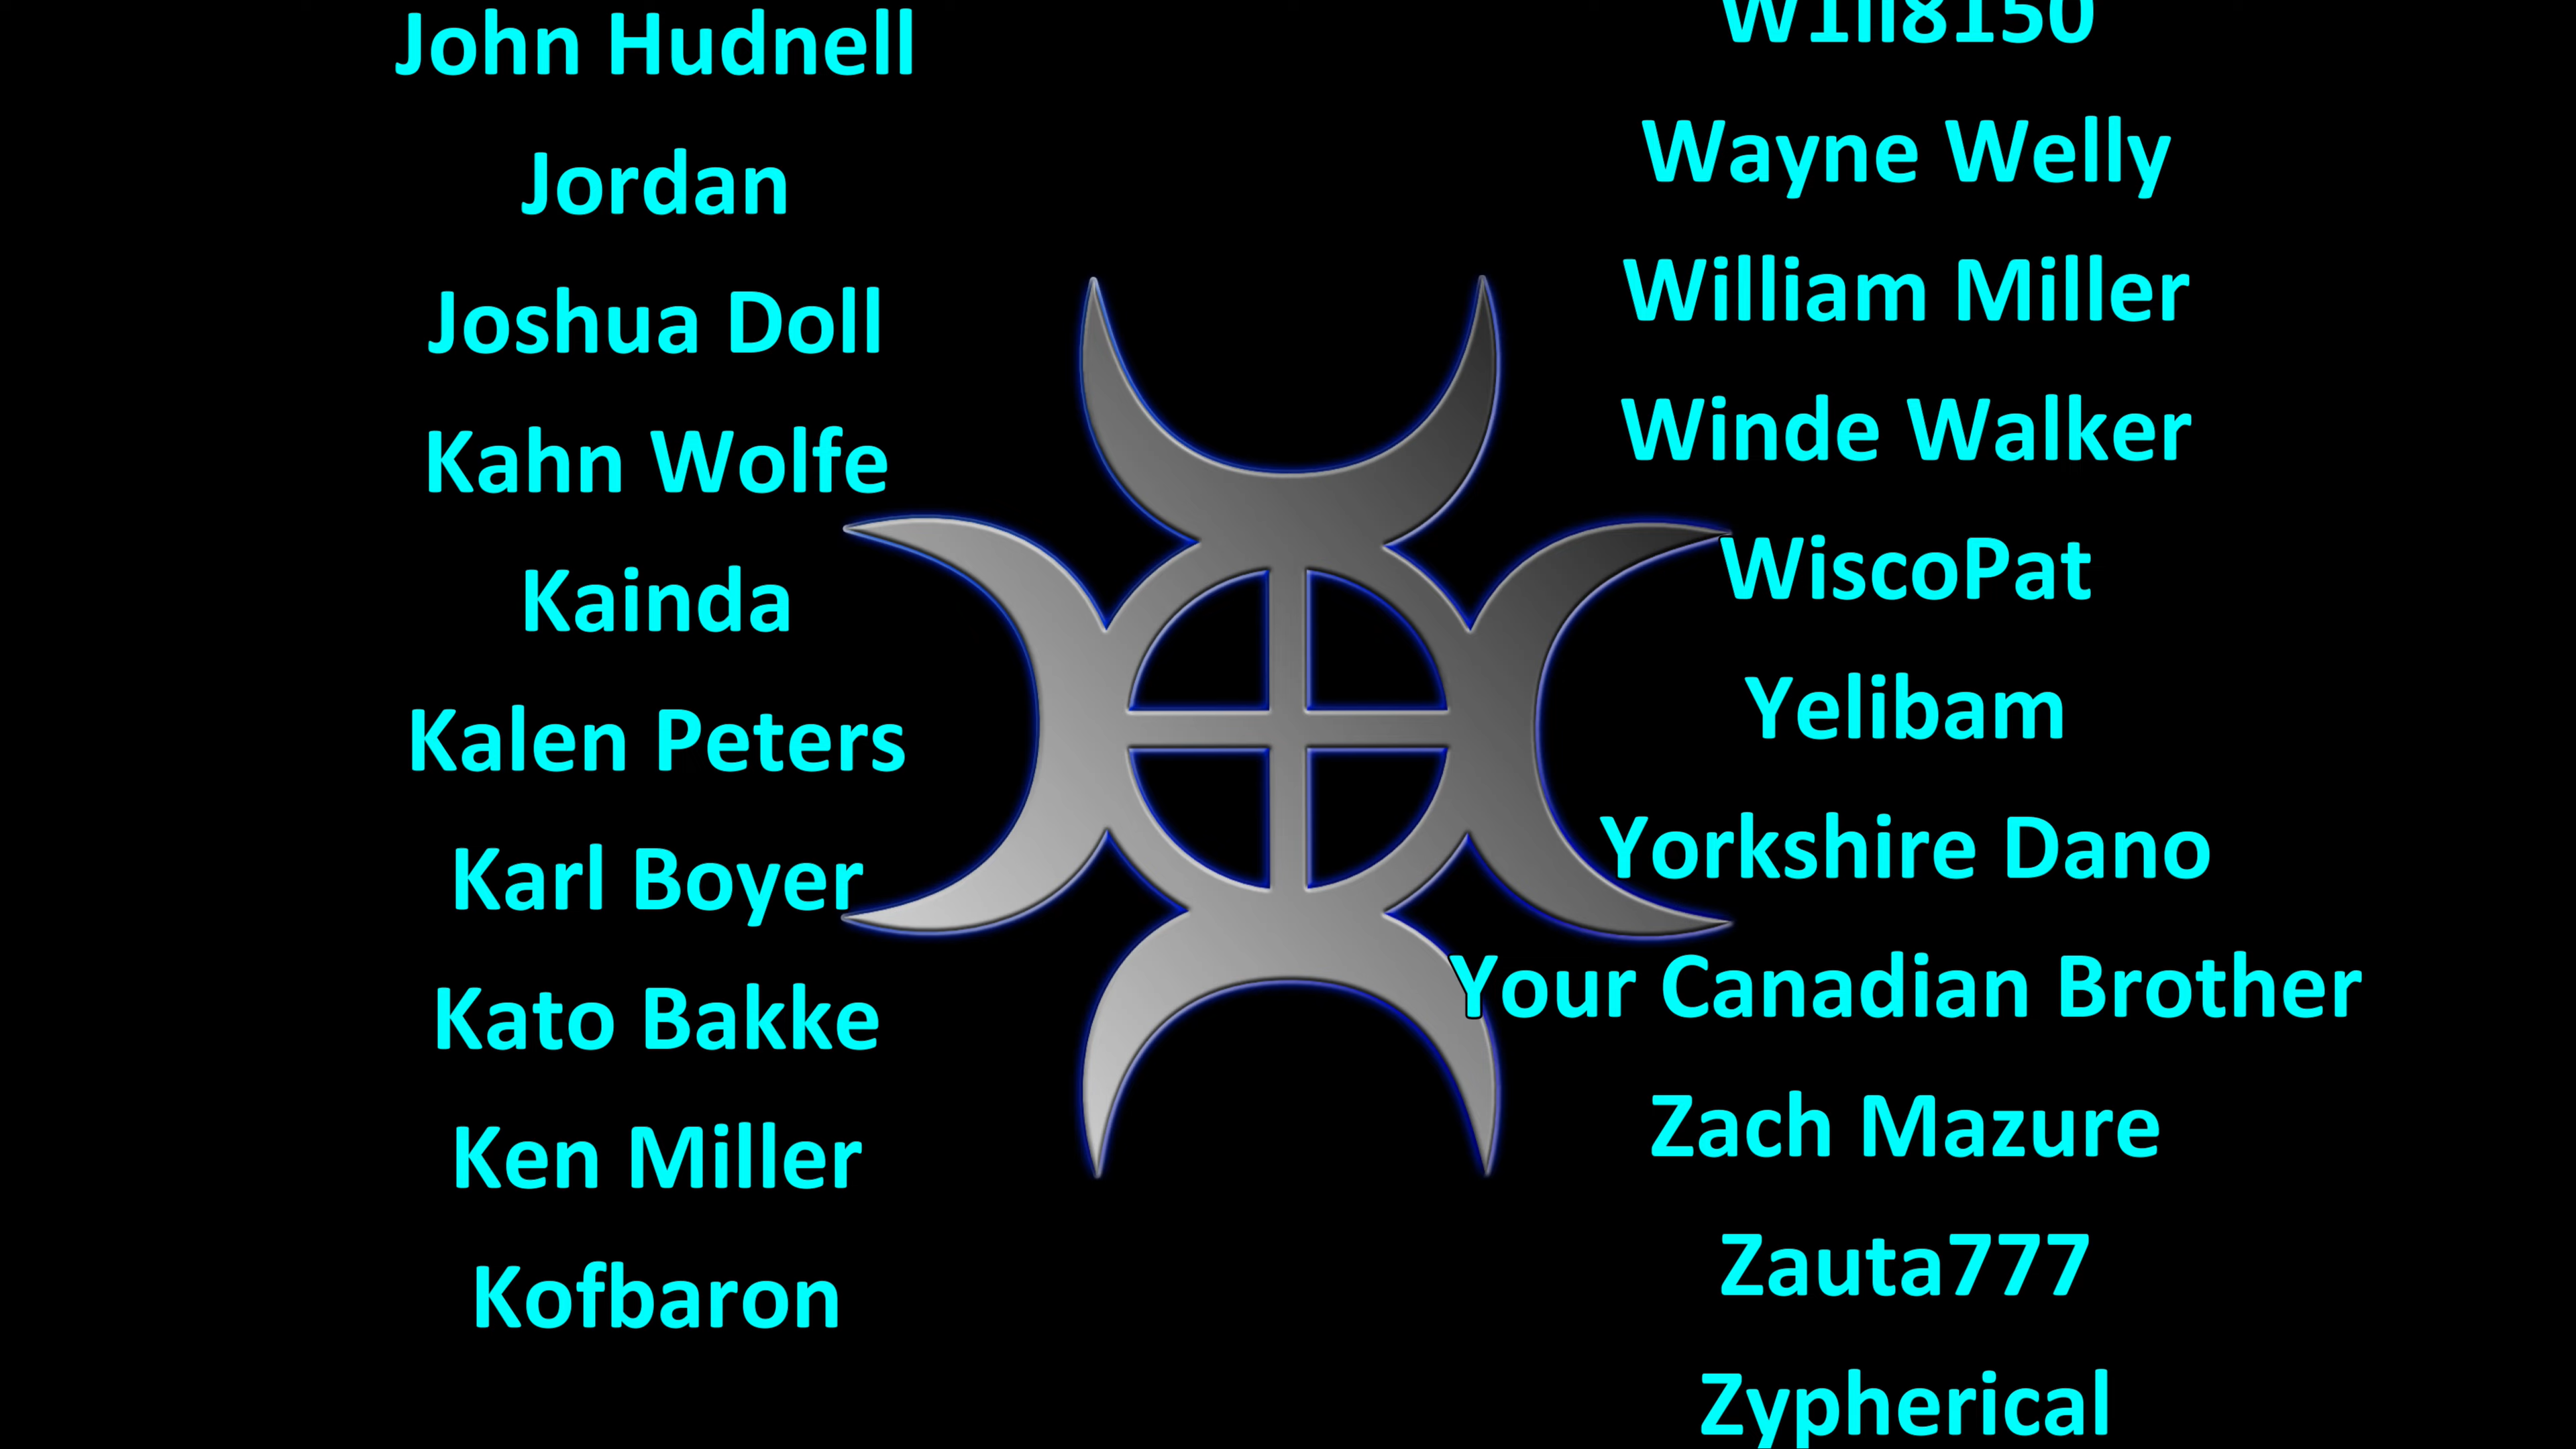 John Hudnell
Jordan
Joshua Doll
Kahn Wolfe
Kainda
Kalen Peters
Karl Boyer
Kato Bakke
Ken Miller
Kofbaron
W1ll8150
Wayne Welly
William Miller
Winde Walker
WiscoPat
Yelibam
Yorkshire Dano
Your Canadian Brother
Zach Mazure
Zauta777
Zypherical